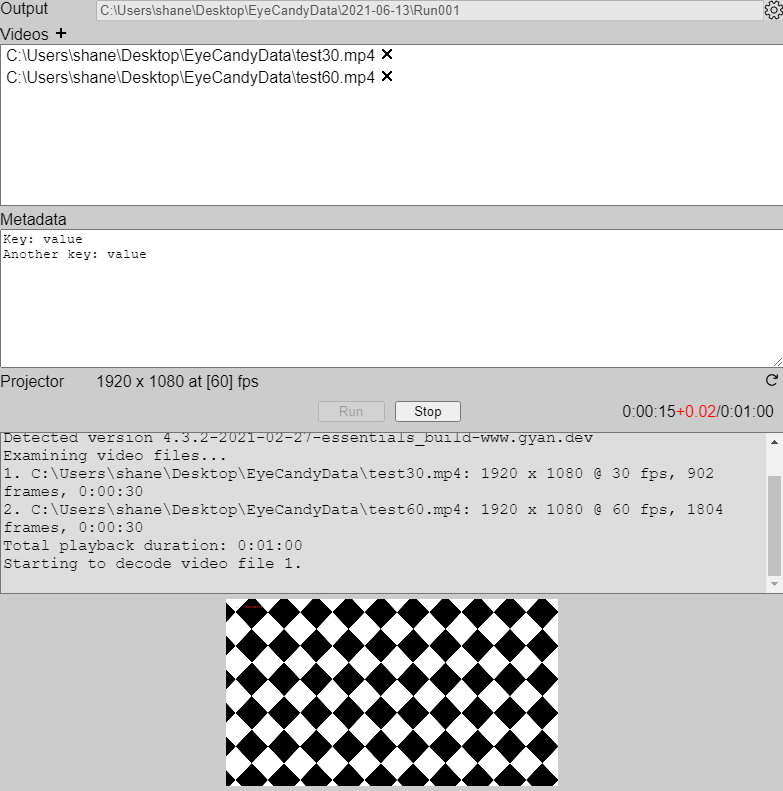 Output C:\Users\shane\Desktop\EyeCandyData\2021-06-13\Run001
Videos +
C:\Users\shane\Desktop\EyeCandyData\test30.mp4
C:\Users\shane\Desktop\EyeCandyData\test60.mp4
Metadata
Key: value
Another key: value
Projector 1920 x 1080 at [60] fps
Run Stop 0:00:15+0.02/0:01:00
Detected version 4.3.2-2021-02-27-essentials_build-www.gyan.dev
Examining video files...
1. C:\Users\shane\Desktop\EyeCandyData\test30.mp4: 1920 x 1080 @ 30 fps, 902
frames, 0:00:30
2. C:\Users\shane\Desktop\EyeCandyData\test60.mp4: 1920 x 1080 @ 60 fps, 1804
frames, 0:00:30
Total playback duration: 0:01:00
Starting to decode video file 1.